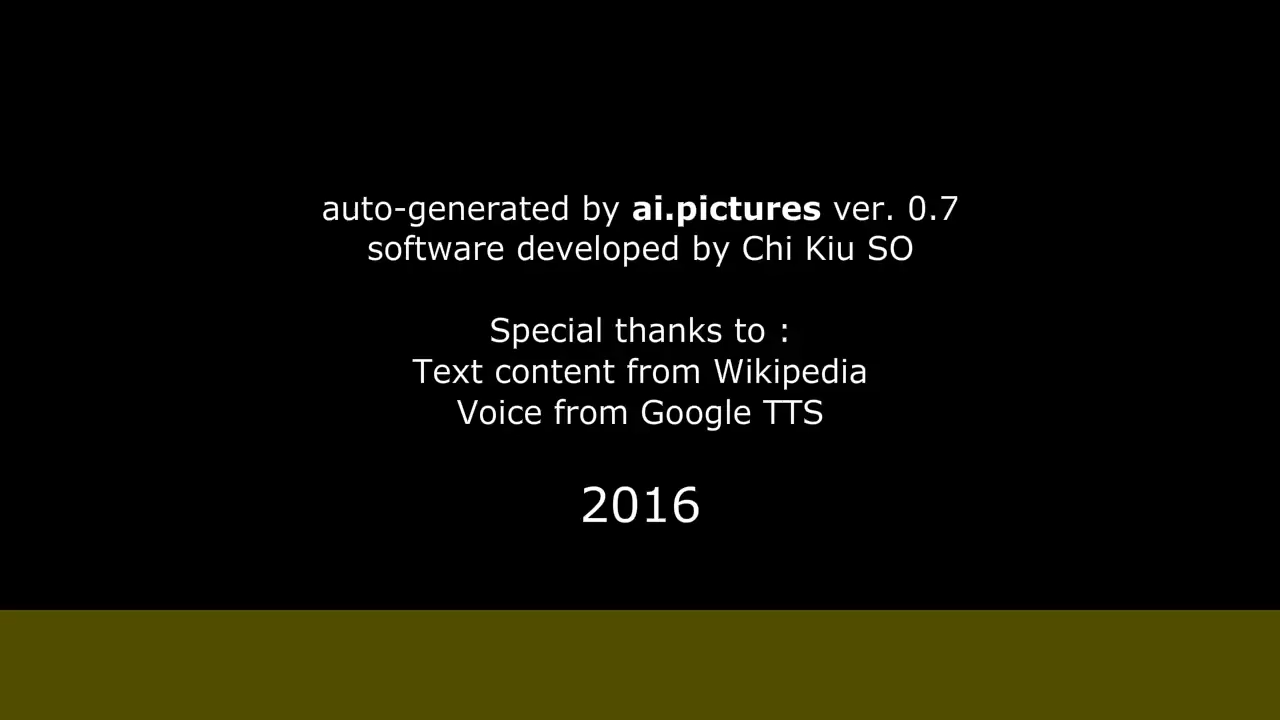 auto-generated by ai.pictures ver. 0.7
software developed by Chi Kiu SO
Special thanks to :
Text content from Wikipedia
Voice from Google TTS
2016